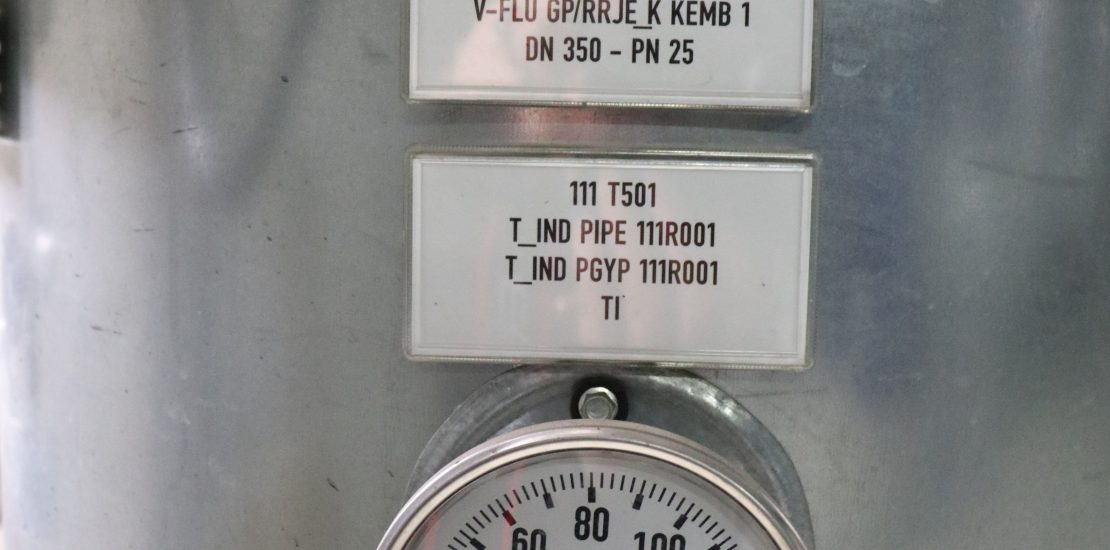 V-FLU GP/RRJE_K KEMB 1
DN 350 - PN 25
111 T501
T_IND PIPE 111R001
T_IND PGYP 111R001
TI
60 80 100